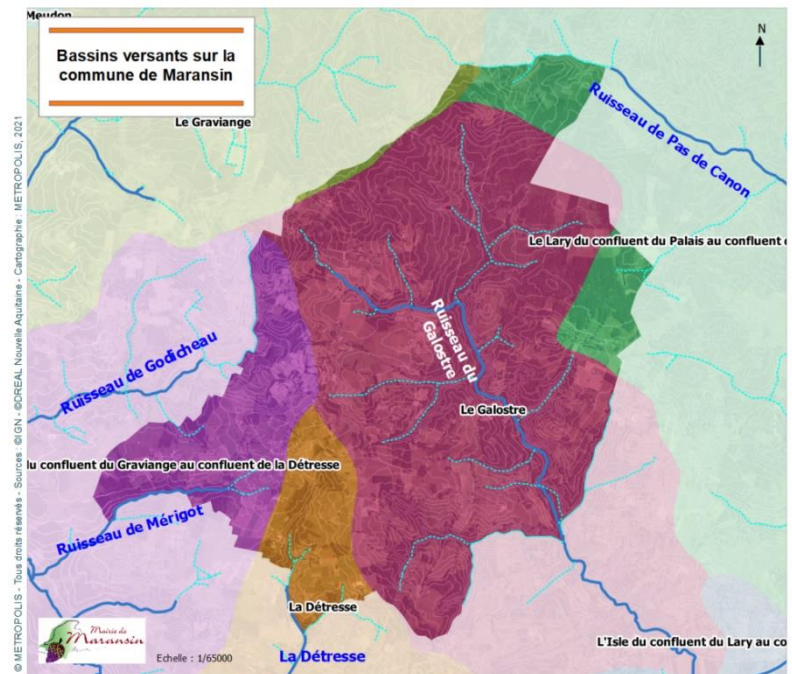 Meudon
Bassins versants sur la
commune de Maransin
N
Le Graviange
Ruisseau de Pas de Canon
Le Lary du confluent du Palais au confluent
Ruisseau du
Galostre
Ruisseau de Godicheau
Le Galostre
du confluent du Graviange au confluent de la Détresse
Ruisseau de Mérigot
La Détresse
Mairie de
Maransin
Echelle : 1/65000
La Détresse
L'Isle du confluent du Lary au co
© METROPOLIS - Tous droits réservés - Sources : ©IGN - ©DREAL Nouvelle Aquitaine - Cartographie : METROPOLIS, 2021